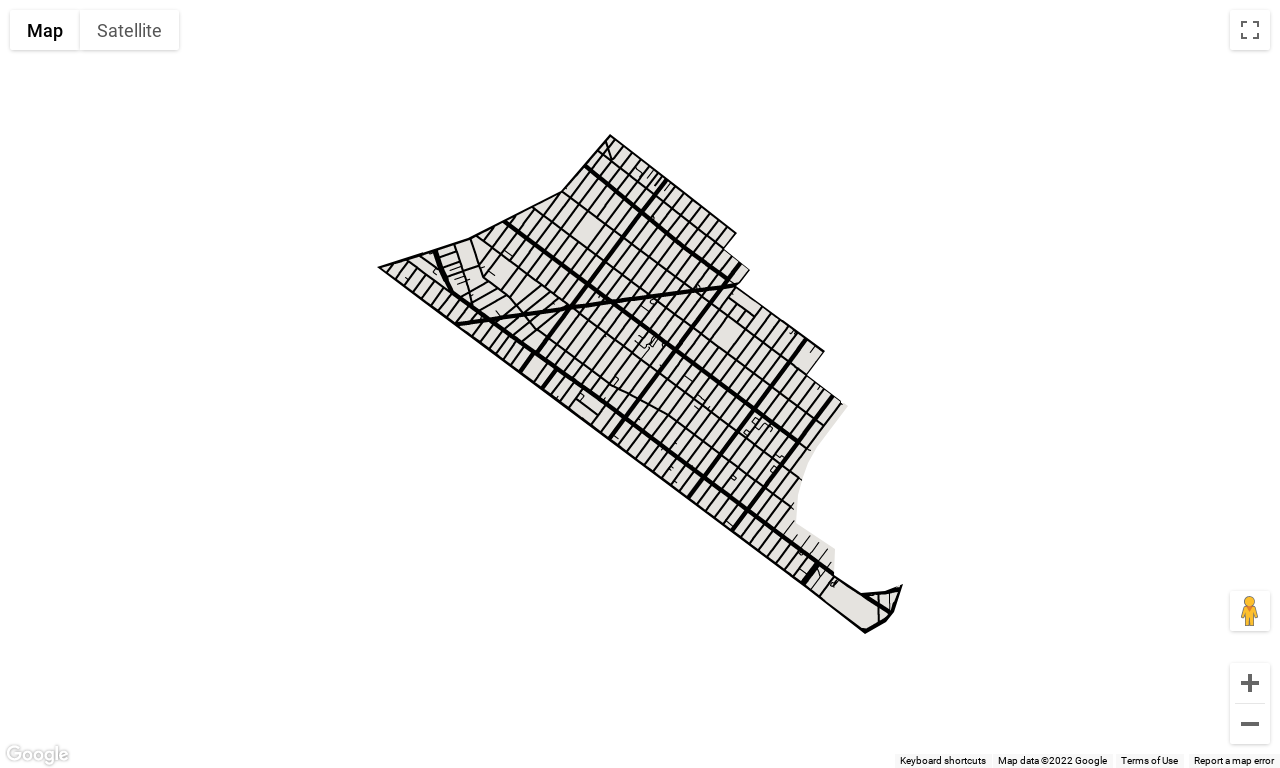 Map
Satellite
Google
Keyboard shortcuts
Map data ©2022 Google
Terms of Use
Report a map error